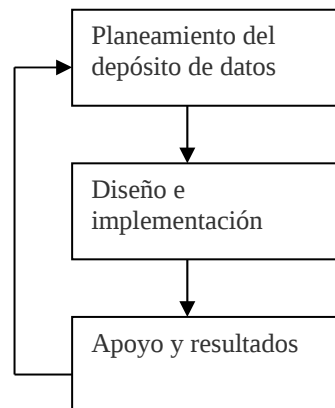 Planeamiento del
depósito de datos
Diseño e
implementación
Apoyo y resultados